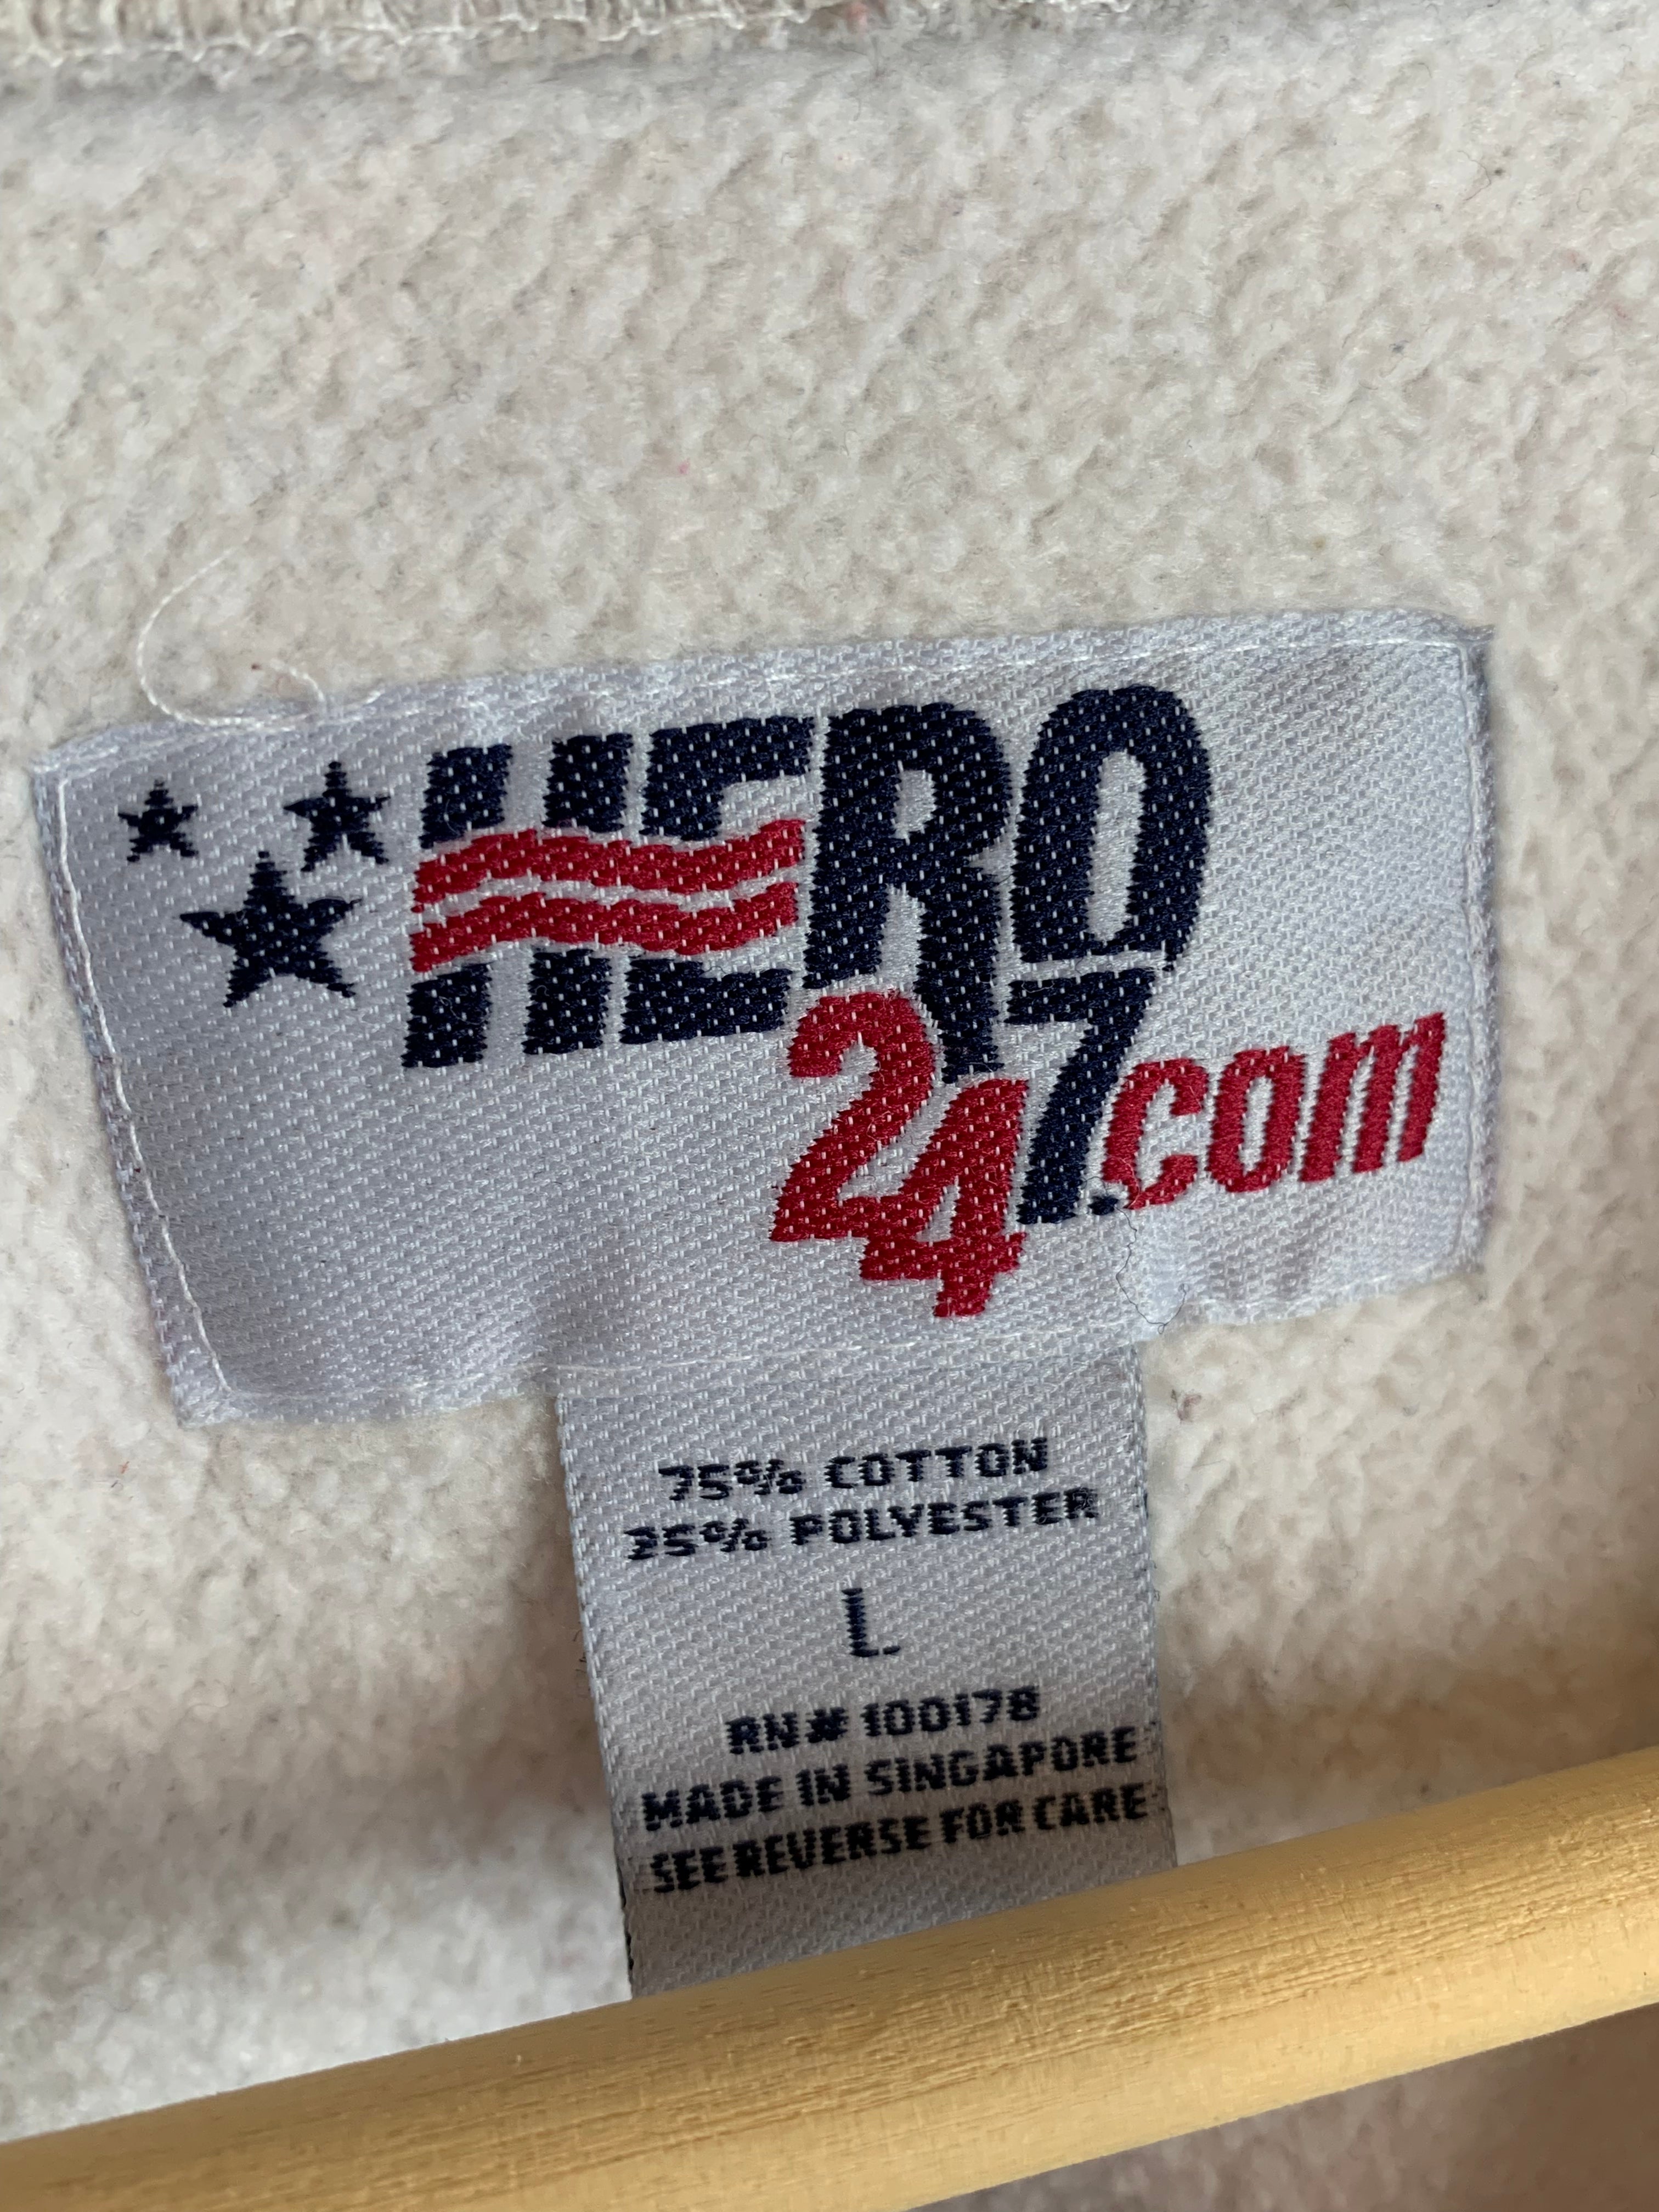 HERO
247.com
75% COTTON
25% POLYESTER
L
RN# 100178
MADE IN SINGAPORE
SEE REVERSE FOR CARE